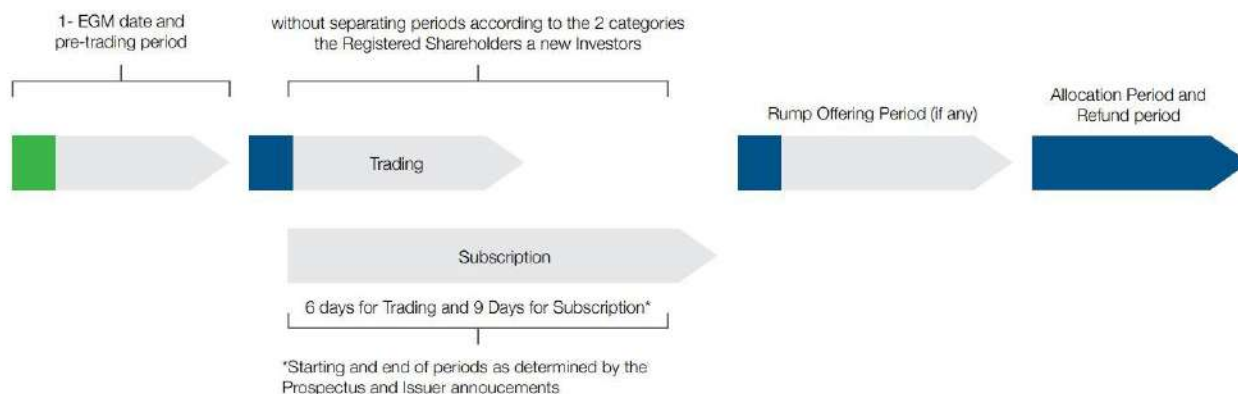 1- EGM date and
pre-trading period
without separating periods according to the 2 categories
the Registered Shareholders a new Investors
Rump Offering Period (if any)
Allocation Period and
Refund period
Trading
Subscription
6 days for Trading and 9 Days for Subscription*
*Starting and end of periods as determined by the
Prospectus and Issuer annoucements